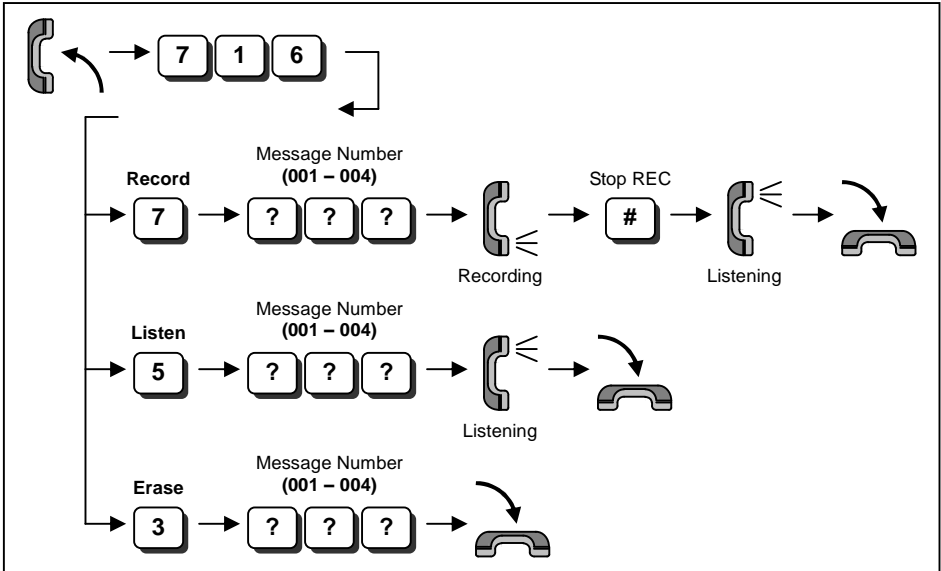 7 1 6
Message Number
(001 – 004)
Record
Stop REC
7 ? ? ? #
Recording
Listening
Message Number
(001 – 004)
Listen
5 ? ? ?
Listening
Message Number
(001 – 004)
Erase
3 ? ? ?